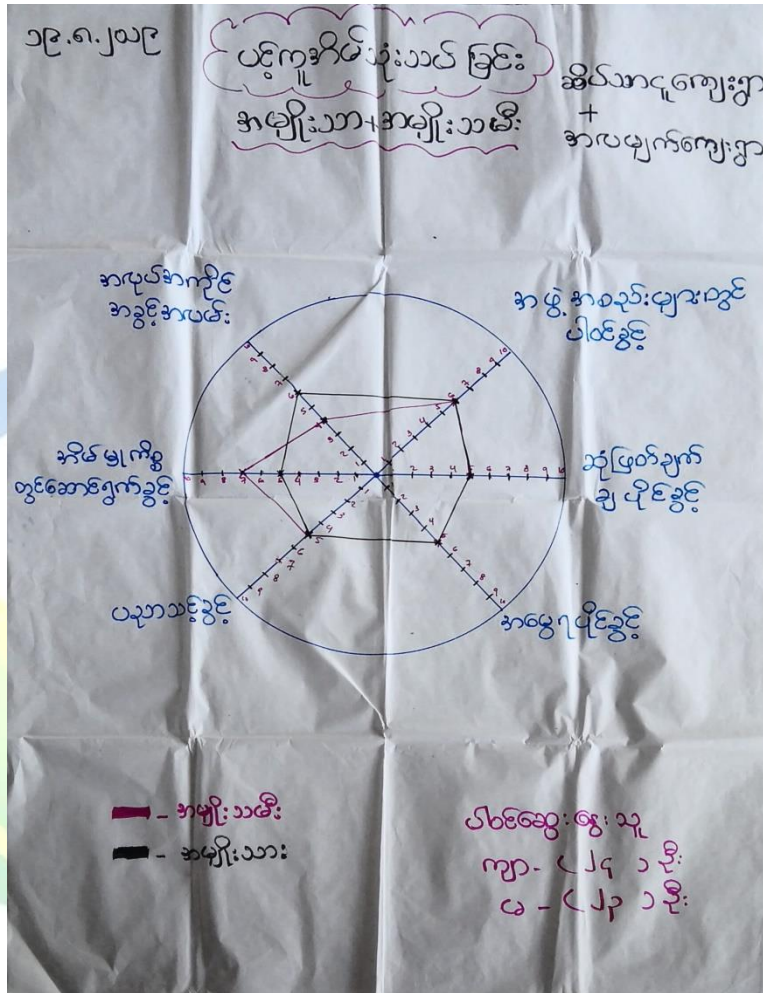 ၁၉.၈.၂၀၁၉
ပင့်ကူအိမ်သုံးသပ်ခြင်း
အမျိုးသား+အမျိုးသမီး
ဆိပ်သာငူကျေးရွာ
+
အလမျက်ကျေးရွာ
အလုပ်အကိုင်
အခွင့်အလမ်း
အဖွဲ့အစည်းများတွင်
ပါဝင်ခွင့်
အိမ်မှုကိစ္စ
တွင်ဆောင်ရွက်ခွင့်
ဆုံဖြတ်ချက်
ချပိုင်ခွင့်
ပညာသင့်ခွင့်
အမွေရပိုင်ခွင့်
- အမျိုးသမီး
- အမျိုးသား
ပါဝင်ဆွေးနွေးသူ
ကျာ - (၂၄) ဦး
မ - (၂၃) ဦး